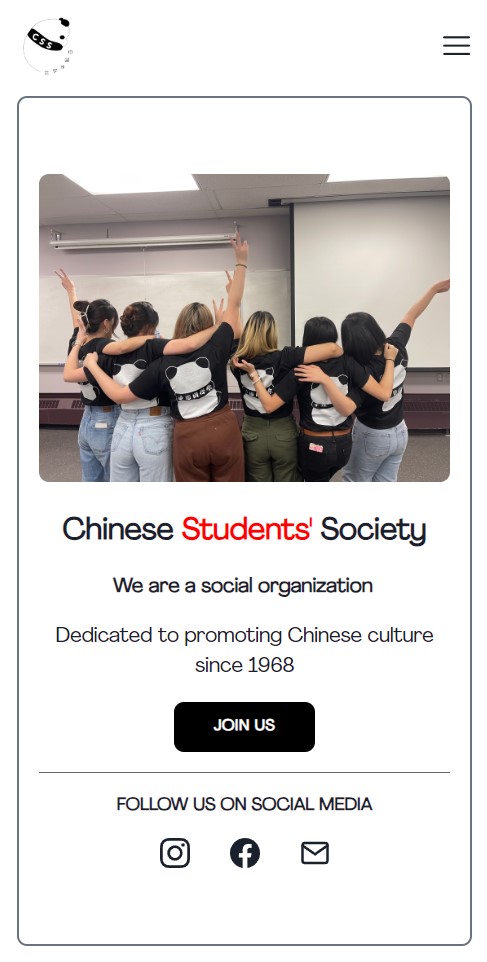 CSS
Chinese Students' Society
We are a social organization
Dedicated to promoting Chinese culture
since 1968
JOIN US
FOLLOW US ON SOCIAL MEDIA